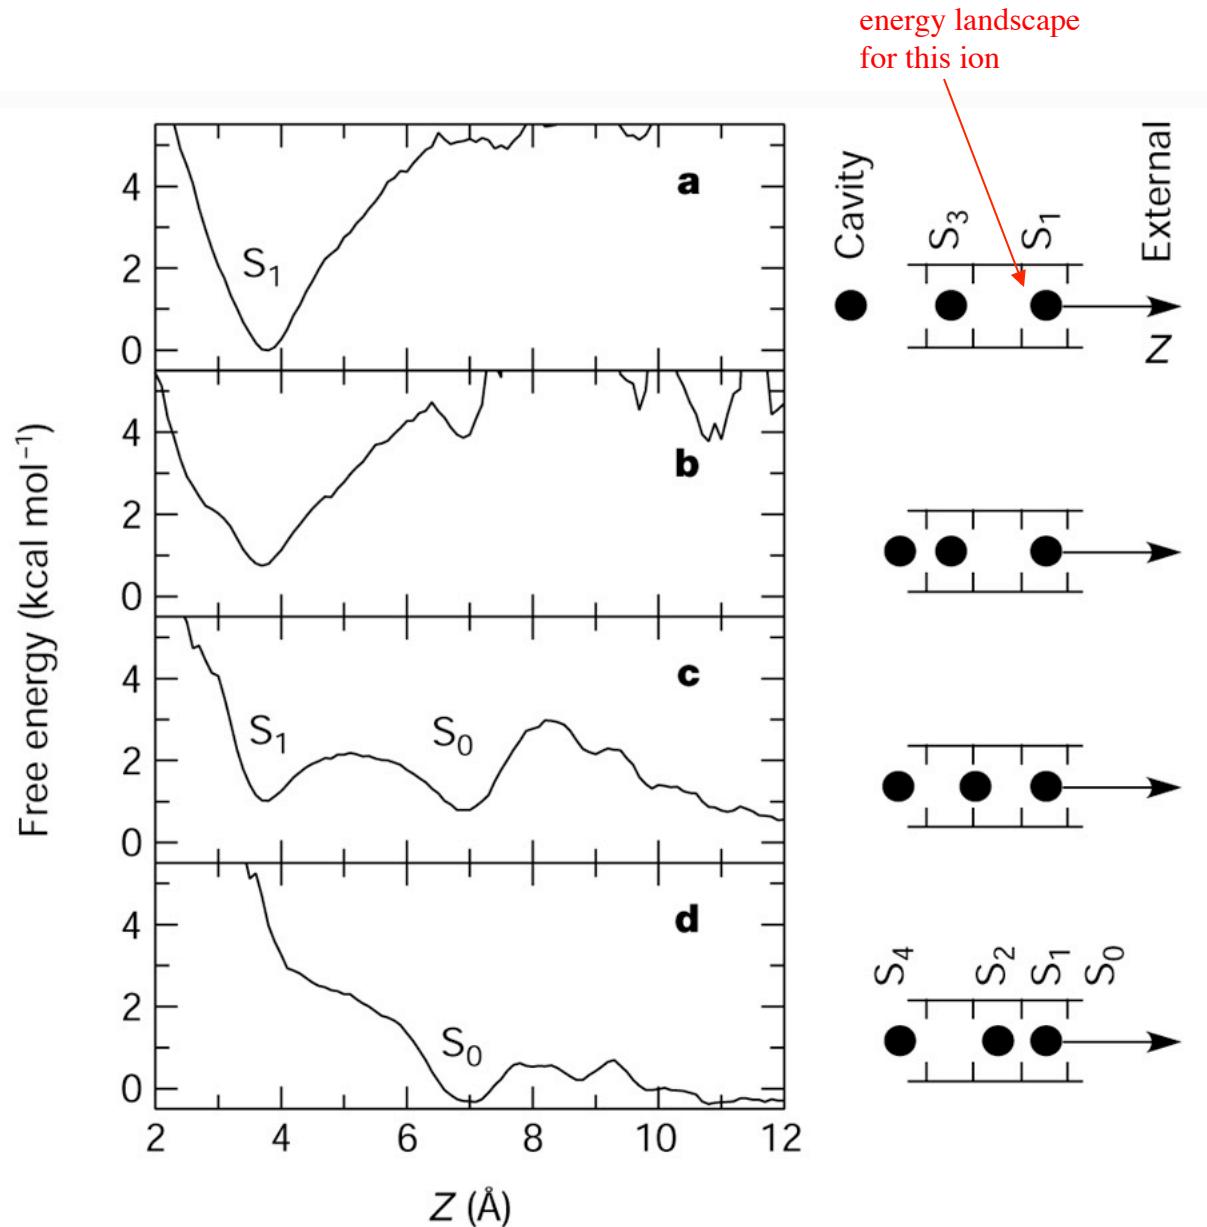 energy landscape
for this ion
Free energy (kcal mol⁻¹)
4
2
0
S₁
a
4
2
0
b
4
2
0
S₁
S₀
c
4
2
0
S₀
d
2
4
6
8
10
12
Z (Å)
Cavity
S₃
S₁
External
Z
S₄
S₂
S₁
S₀